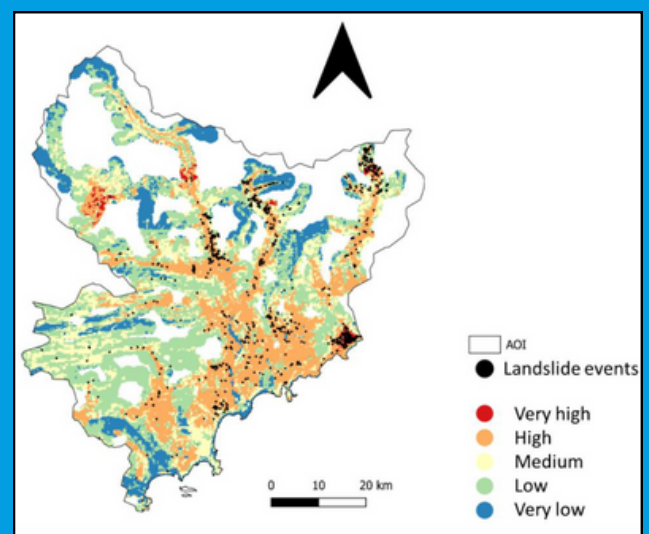 AOI
Landslide events
Very high
High
Medium
Low
Very low
0 10 20 km